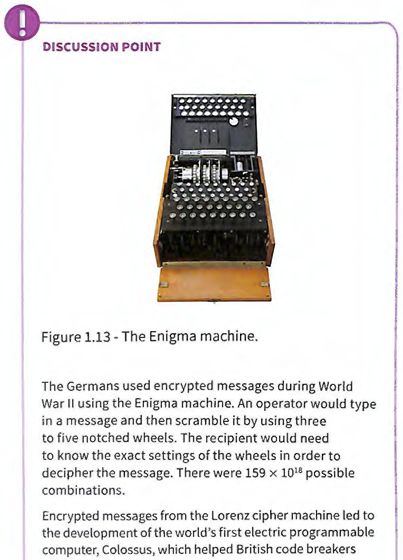 DISCUSSION POINT
Figure 1.13 - The Enigma machine.
The Germans used encrypted messages during World
War II using the Enigma machine. An operator would type
in a message and then scramble it by using three
to five notched wheels. The recipient would need
to know the exact settings of the wheels in order to
decipher the message. There were 159 × 10¹⁸ possible
combinations.
Encrypted messages from the Lorenz cipher machine led to
the development of the world's first electric programmable
computer, Colossus, which helped British code breakers